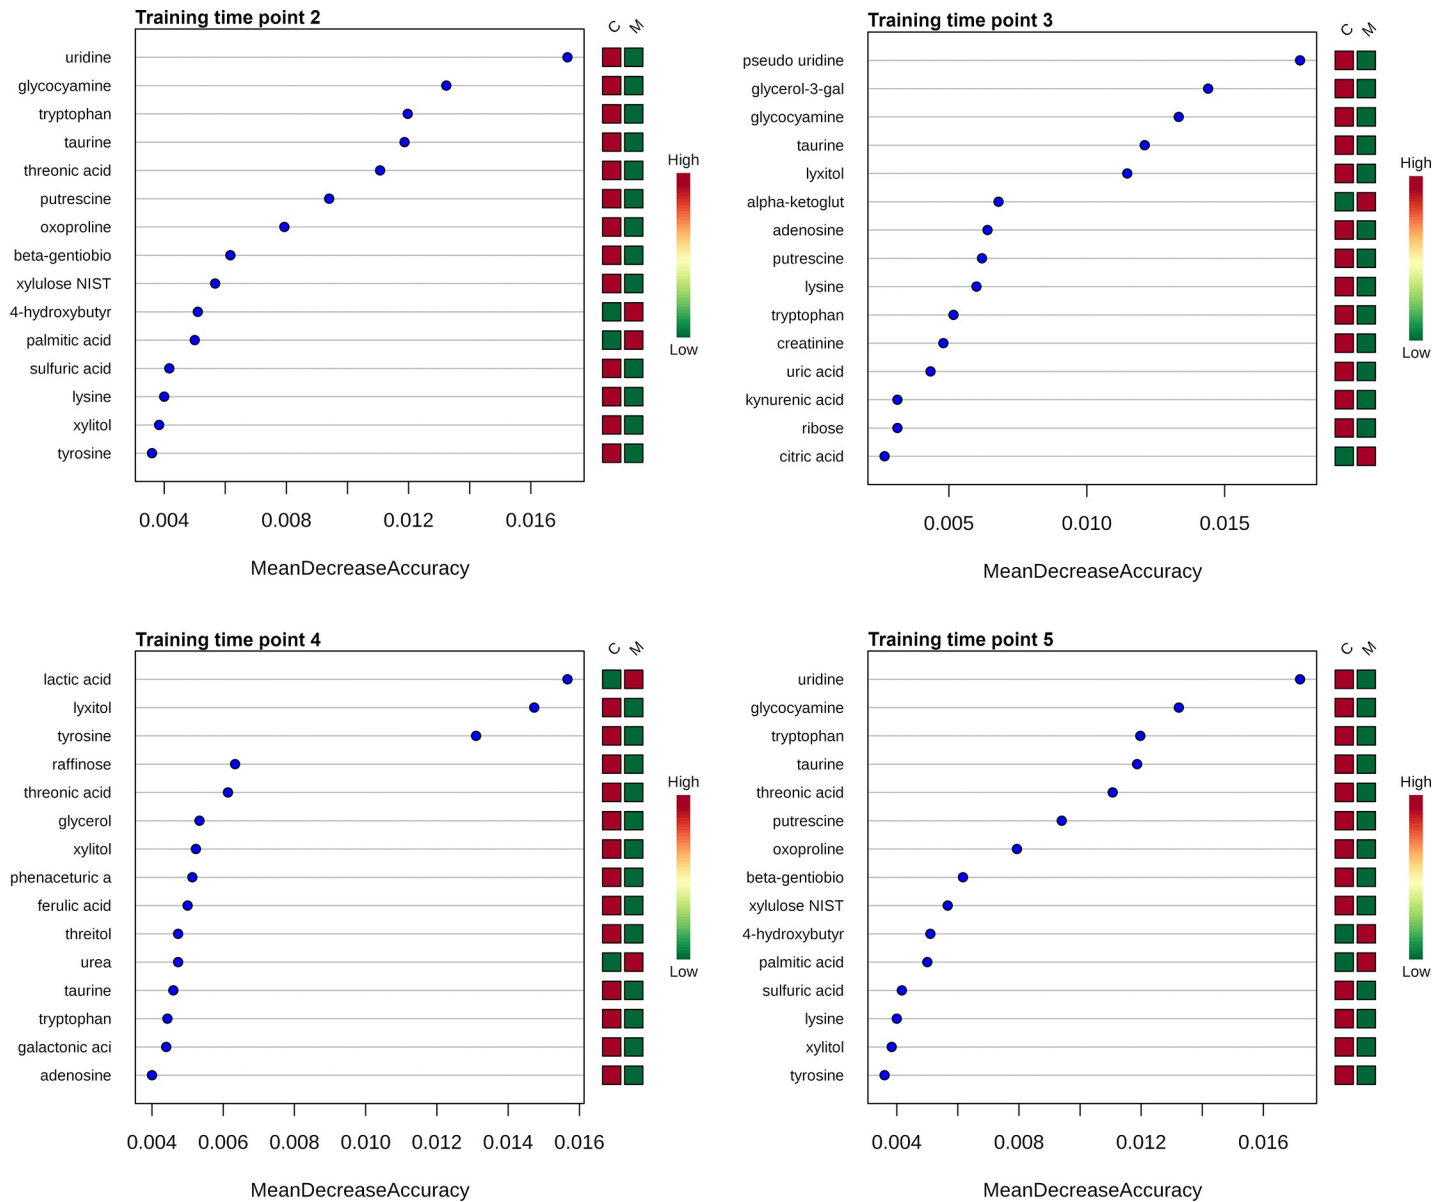 Training time point 2
C M
uridine
glycocyamine
tryptophan
taurine
threonic acid
putrescine
oxoproline
beta-gentiobio
xylulose NIST
4-hydroxybutyr
palmitic acid
sulfuric acid
lysine
xylitol
tyrosine
High
Low
0.004 0.008 0.012 0.016
MeanDecreaseAccuracy
Training time point 3
C M
pseudo uridine
glycerol-3-gal
glycocyamine
taurine
lyxitol
alpha-ketoglut
adenosine
putrescine
lysine
tryptophan
creatinine
uric acid
kynurenic acid
ribose
citric acid
High
Low
0.005 0.010 0.015
MeanDecreaseAccuracy
Training time point 4
C M
lactic acid
lyxitol
tyrosine
raffinose
threonic acid
glycerol
xylitol
phenaceturic a
ferulic acid
threitol
urea
taurine
tryptophan
galactonic aci
adenosine
High
Low
0.004 0.006 0.008 0.010 0.012 0.014 0.016
MeanDecreaseAccuracy
Training time point 5
C M
uridine
glycocyamine
tryptophan
taurine
threonic acid
putrescine
oxoproline
beta-gentiobio
xylulose NIST
4-hydroxybutyr
palmitic acid
sulfuric acid
lysine
xylitol
tyrosine
High
Low
0.004 0.008 0.012 0.016
MeanDecreaseAccuracy